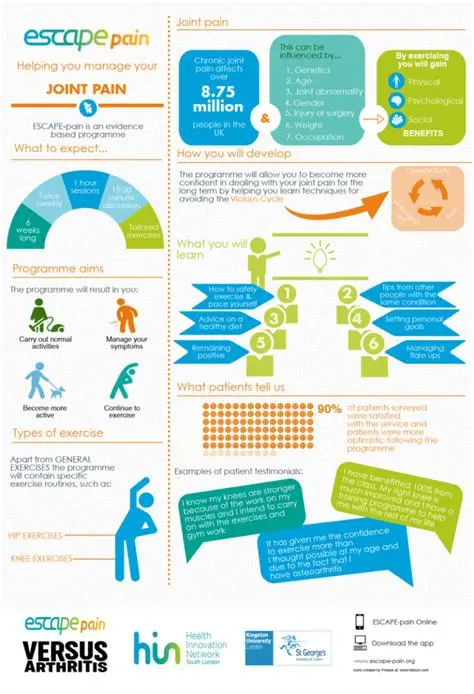 escape pain
Helping you manage your
JOINT PAIN
ESCAPE-pain is an evidence
based programme
What to expect...
6
weeks
long
Twice
weekly
1 hour
sessions
15-20
minute
discussion
Tailored
exercises
Programme aims
The programme will result in you:
Carry out normal
activities
Manage your
symptoms
Become more
active
Continue to
exercise
Types of exercise
Apart from GENERAL
EXERCISES the programme
will contain specific
exercise routines, such as:
HIP EXERCISES
KNEE EXERCISES
Joint pain
Chronic joint
pain affects
over
8.75
million
people in the
UK
&
This can be
influenced by...
1. Genetics
2. Age
3. Joint abnormality
4. Gender
5. Injury or surgery
6. Weight
7. Occupation
By exercising
you will gain
Physical
Psychological
Social
BENEFITS
How you will develop
The programme will allow you to become more
confident in dealing with your joint pain for the
long term by helping you learn techniques for
avoiding the Vicious Cycle
What you will
learn
How to safely
exercise &
pace yourself
1
2
Tips from other
people with the
same condition
Advice on a
healthy diet
3
4
Setting personal
goals
Remaining
positive
5
6
Managing
flare ups
What patients tell us
90% of patients surveyed
were satisfied
with the service and
patients were more
optimistic following the
programme
Examples of patient testimonials:
I know my knees are stronger
because of the work on my
muscles and I intend to carry
on with the exercises and
gym work
I have benefitted 100% from
the class. My right knee is
much improved and I have a
training programme to help
me with the rest of my life
It has given me the confidence
to exercise more than
I thought possible at my age and
due to the fact that I
have osteoarthritis
escape pain
VERSUS
ARTHRITIS
hin
Health
Innovation
Network
South London
Kingston
University
London
St George's
University of London
ESCAPE-pain Online
Download the app
www.escape-pain.org